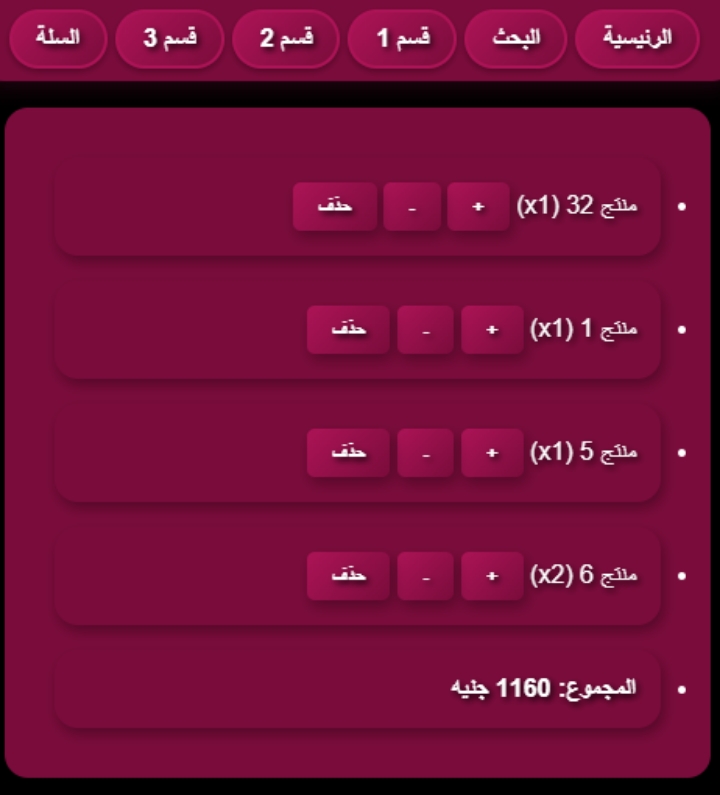 الرئيسية البحث قسم 1 قسم 2 قسم 3 السلة
• منتج 32 (x1) + - حذف
• منتج 1 (x1) + - حذف
• منتج 5 (x1) + - حذف
• منتج 6 (x2) + - حذف
• المجموع: 1160 جنيه